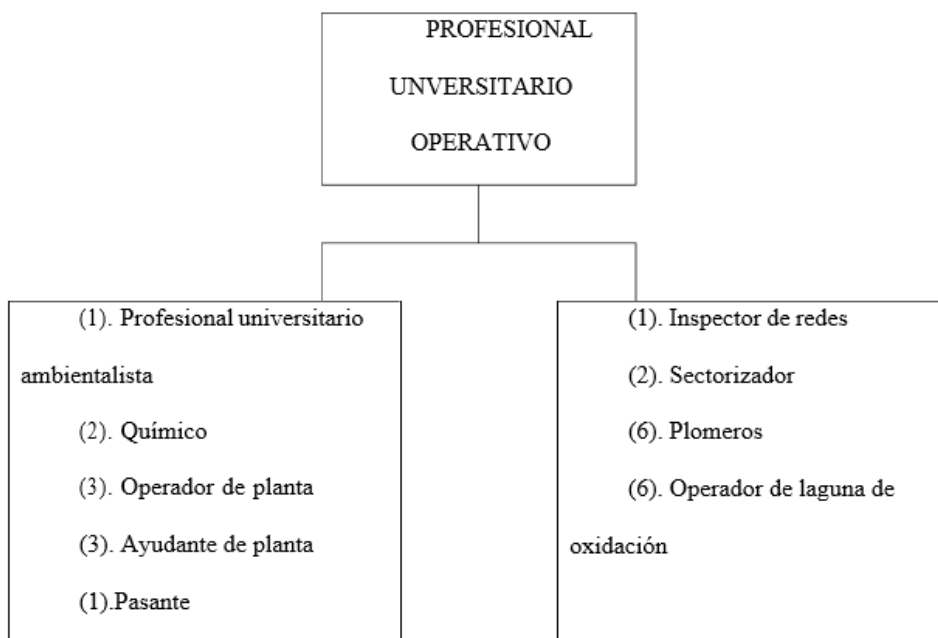 PROFESIONAL
UNVERSITARIO
OPERATIVO
(1). Profesional universitario
ambientalista
(2). Químico
(3). Operador de planta
(3). Ayudante de planta
(1).Pasante
(1). Inspector de redes
(2). Sectorizador
(6). Plomeros
(6). Operador de laguna de
oxidación